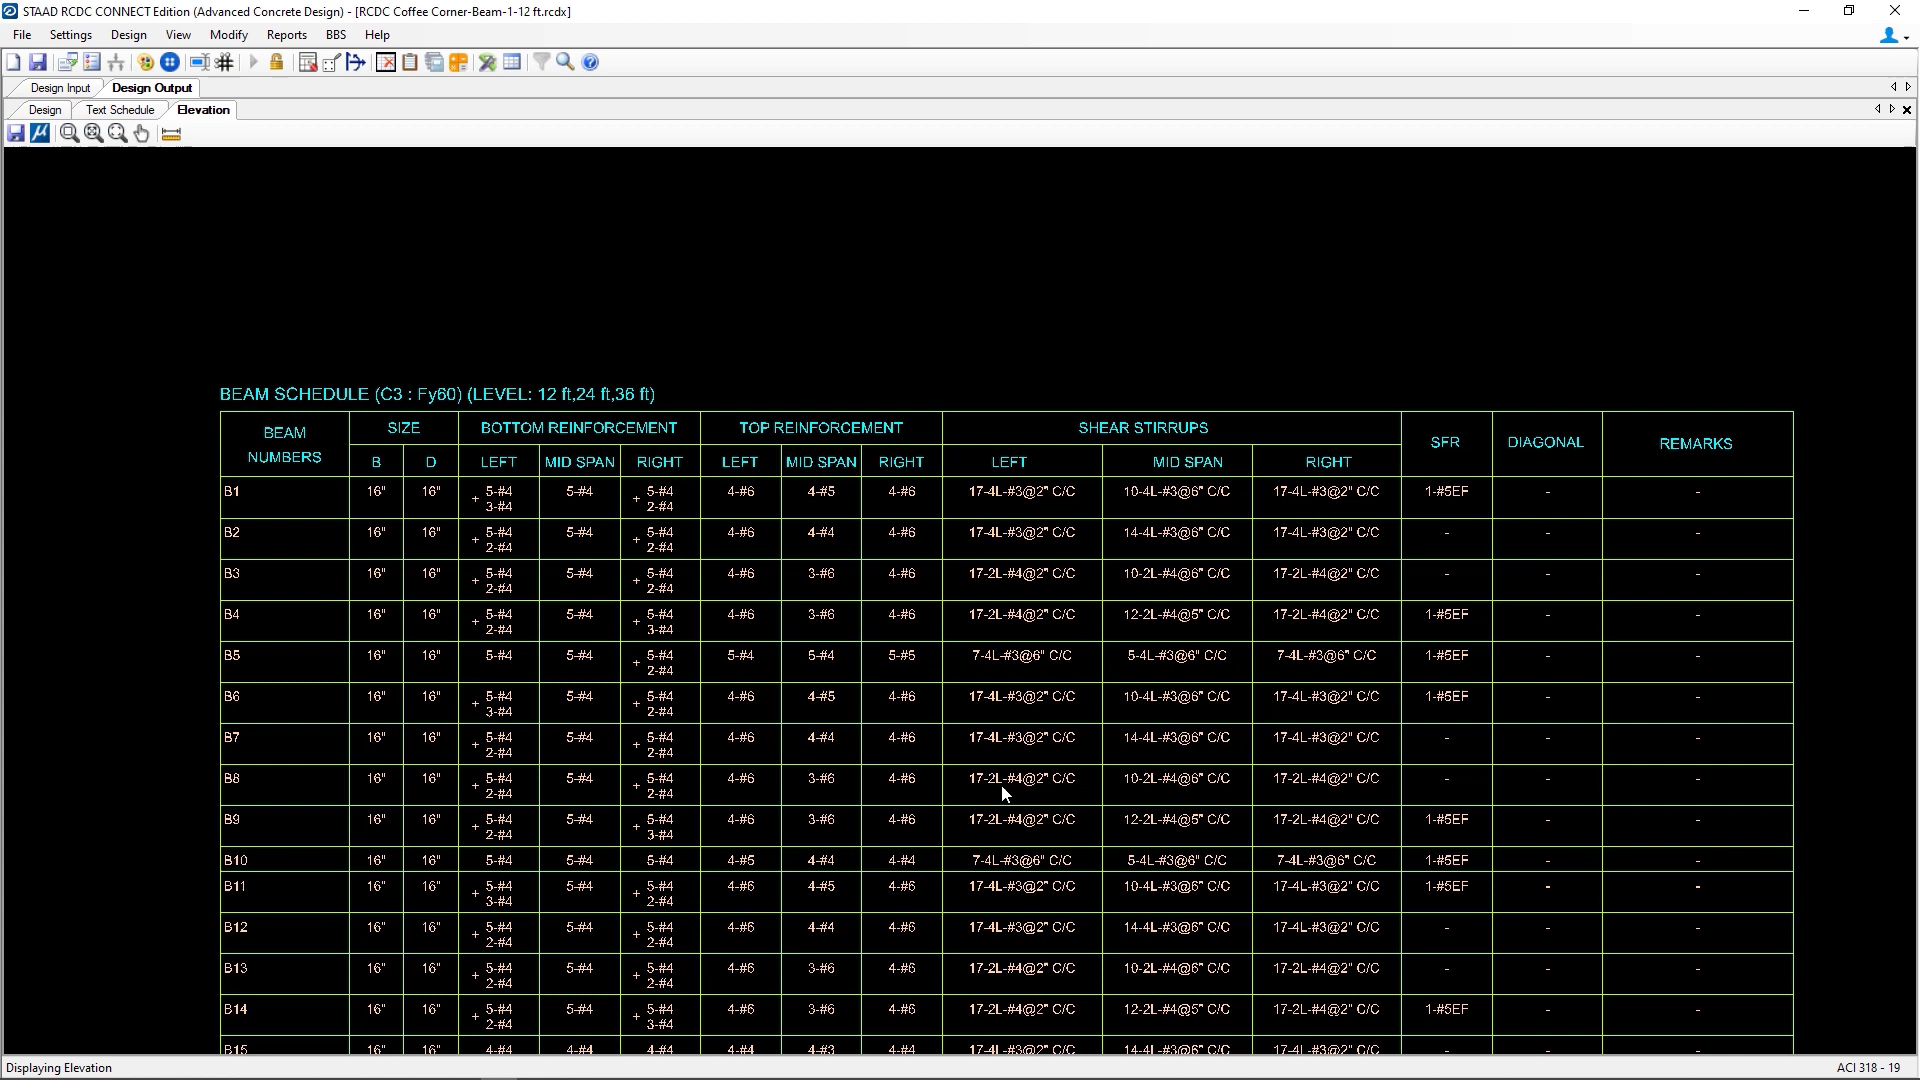 STAAD RCDC CONNECT Edition (Advanced Concrete Design) - [RCDC Coffee Corner-Beam-1-12 ft.rcdx]
File Settings Design View Modify Reports BBS Help
Design Input Design Output
Design Text Schedule Elevation
BEAM SCHEDULE (C3 : Fy60) (LEVEL: 12 ft,24 ft,36 ft)
BEAM NUMBERS SIZE BOTTOM REINFORCEMENT TOP REINFORCEMENT SHEAR STIRRUPS SFR DIAGONAL REMARKS
B D LEFT MID SPAN RIGHT LEFT MID SPAN RIGHT LEFT MID SPAN RIGHT
B1 16" 16" + 5-#4 5-#4 + 5-#4 4-#6 4-#5 4-#6 17-4L-#3@2" C/C 10-4L-#3@6" C/C 17-4L-#3@2" C/C 1-#5EF - -
3-#4 2-#4
B2 16" 16" + 5-#4 5-#4 + 5-#4 4-#6 4-#4 4-#6 17-4L-#3@2" C/C 14-4L-#3@6" C/C 17-4L-#3@2" C/C - - -
2-#4 2-#4
B3 16" 16" + 5-#4 5-#4 + 5-#4 4-#6 3-#6 4-#6 17-2L-#4@2" C/C 10-2L-#4@6" C/C 17-2L-#4@2" C/C - - -
2-#4 2-#4
B4 16" 16" + 5-#4 5-#4 + 5-#4 4-#6 3-#6 4-#6 17-2L-#4@2" C/C 12-2L-#4@5" C/C 17-2L-#4@2" C/C 1-#5EF - -
2-#4 3-#4
B5 16" 16" 5-#4 5-#4 + 5-#4 5-#4 5-#4 5-#5 7-4L-#3@6" C/C 5-4L-#3@6" C/C 7-4L-#3@6" C/C 1-#5EF - -
2-#4
B6 16" 16" + 5-#4 5-#4 + 5-#4 4-#6 4-#5 4-#6 17-4L-#3@2" C/C 10-4L-#3@6" C/C 17-4L-#3@2" C/C 1-#5EF - -
3-#4 2-#4
B7 16" 16" + 5-#4 5-#4 + 5-#4 4-#6 4-#4 4-#6 17-4L-#3@2" C/C 14-4L-#3@6" C/C 17-4L-#3@2" C/C - - -
2-#4 2-#4
B8 16" 16" + 5-#4 5-#4 + 5-#4 4-#6 3-#6 4-#6 17-2L-#4@2" C/C 10-2L-#4@6" C/C 17-2L-#4@2" C/C - - -
2-#4 2-#4
B9 16" 16" + 5-#4 5-#4 + 5-#4 4-#6 3-#6 4-#6 17-2L-#4@2" C/C 12-2L-#4@5" C/C 17-2L-#4@2" C/C 1-#5EF - -
2-#4 3-#4
B10 16" 16" 5-#4 5-#4 5-#4 4-#5 4-#4 4-#4 7-4L-#3@6" C/C 5-4L-#3@6" C/C 7-4L-#3@6" C/C 1-#5EF - -
B11 16" 16" + 5-#4 5-#4 + 5-#4 4-#6 4-#5 4-#6 17-4L-#3@2" C/C 10-4L-#3@6" C/C 17-4L-#3@2" C/C 1-#5EF - -
3-#4 2-#4
B12 16" 16" + 5-#4 5-#4 + 5-#4 4-#6 4-#4 4-#6 17-4L-#3@2" C/C 14-4L-#3@6" C/C 17-4L-#3@2" C/C - - -
2-#4 2-#4
B13 16" 16" + 5-#4 5-#4 + 5-#4 4-#6 3-#6 4-#6 17-2L-#4@2" C/C 10-2L-#4@6" C/C 17-2L-#4@2" C/C - - -
2-#4 2-#4
B14 16" 16" + 5-#4 5-#4 + 5-#4 4-#6 3-#6 4-#6 17-2L-#4@2" C/C 12-2L-#4@5" C/C 17-2L-#4@2" C/C 1-#5EF - -
2-#4 3-#4
B15 16" 16" 4-#4 4-#4 4-#4 4-#4 4-#3 4-#4 17-4L-#3@2" C/C 14-4L-#3@6" C/C 17-4L-#3@2" C/C - - -
Displaying Elevation
ACI 318 - 19